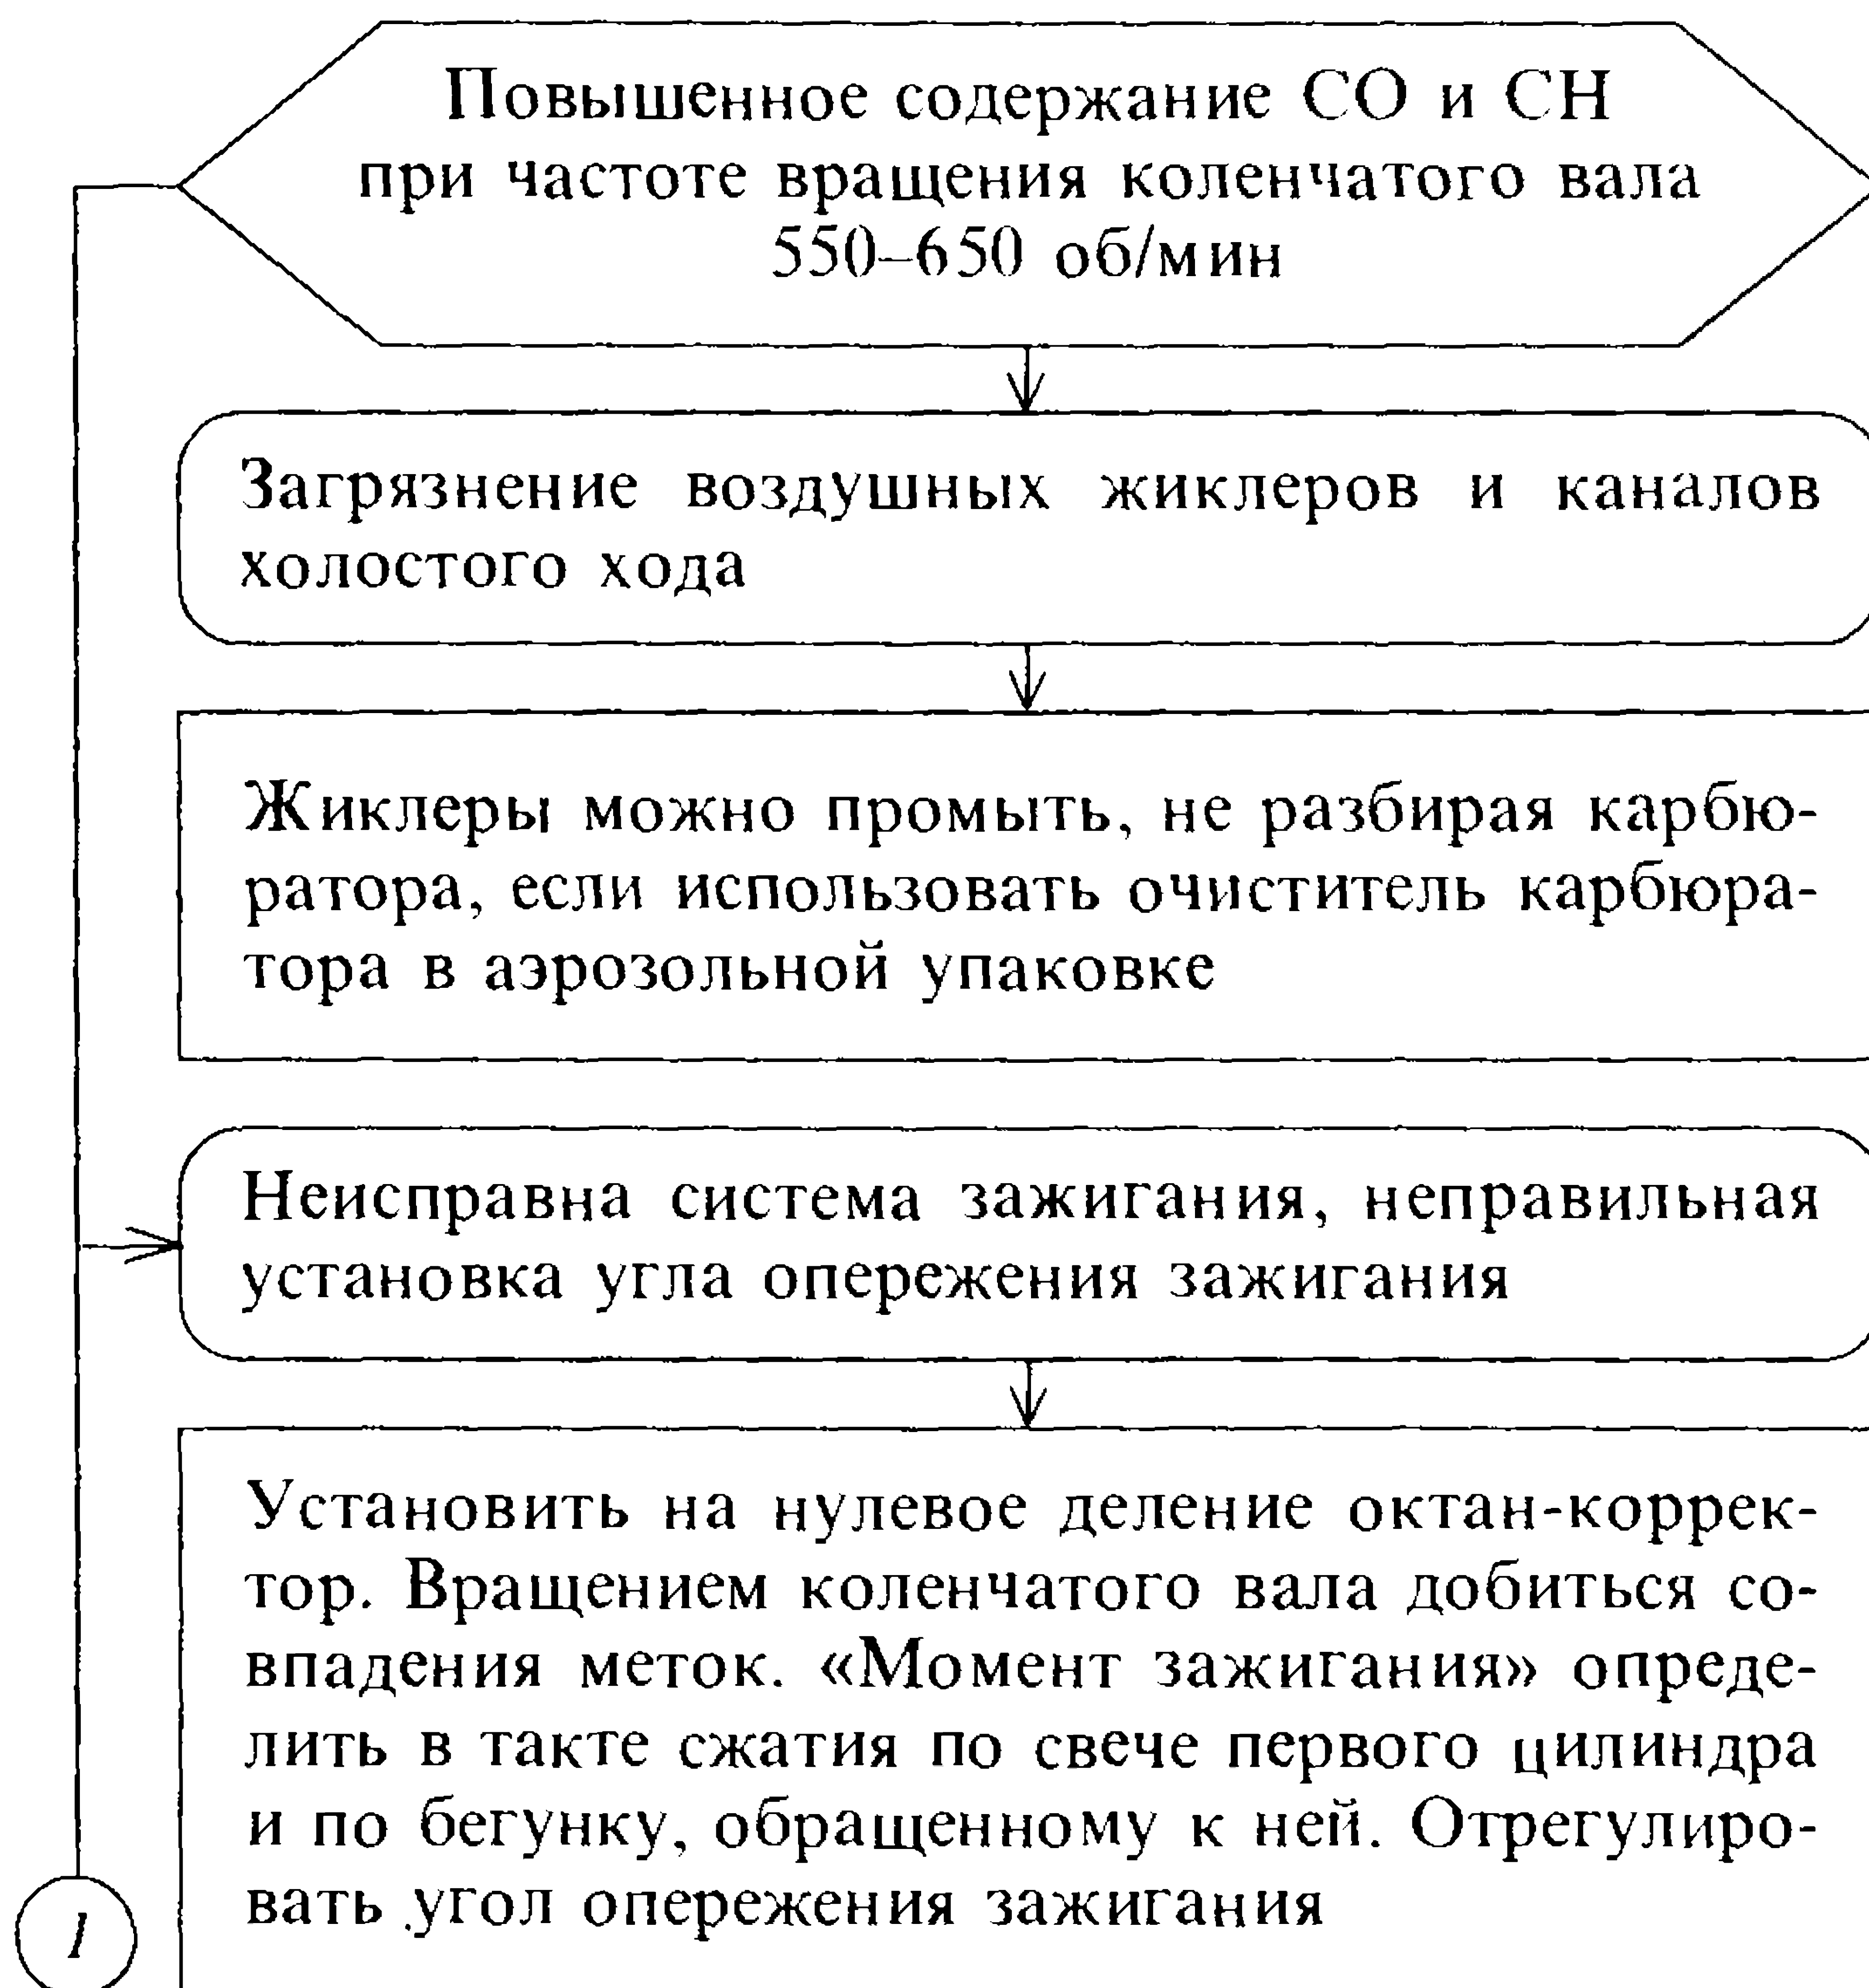 Повышенное содержание СО и СН
при частоте вращения коленчатого вала
550–650 об/мин
Загрязнение воздушных жиклеров и каналов
холостого хода
Жиклеры можно промыть, не разбирая карбю-
ратора, если использовать очиститель карбюра-
тора в аэрозольной упаковке
Неисправна система зажигания, неправильная
установка угла опережения зажигания
Установить на нулевое деление октан-коррек-
тор. Вращением коленчатого вала добиться со-
впадения меток. «Момент зажигания» опреде-
лить в такте сжатия по свече первого цилиндра
и по бегунку, обращенному к ней. Отрегулиро-
вать угол опережения зажигания
1